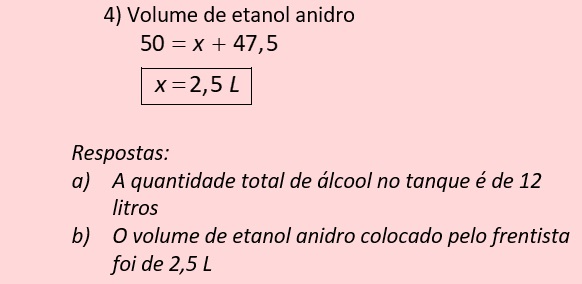 4) Volume de etanol anidro
50 = x + 47,5
x = 2,5 L
Respostas:
a) A quantidade total de álcool no tanque é de 12
litros
b) O volume de etanol anidro colocado pelo frentista
foi de 2,5 L